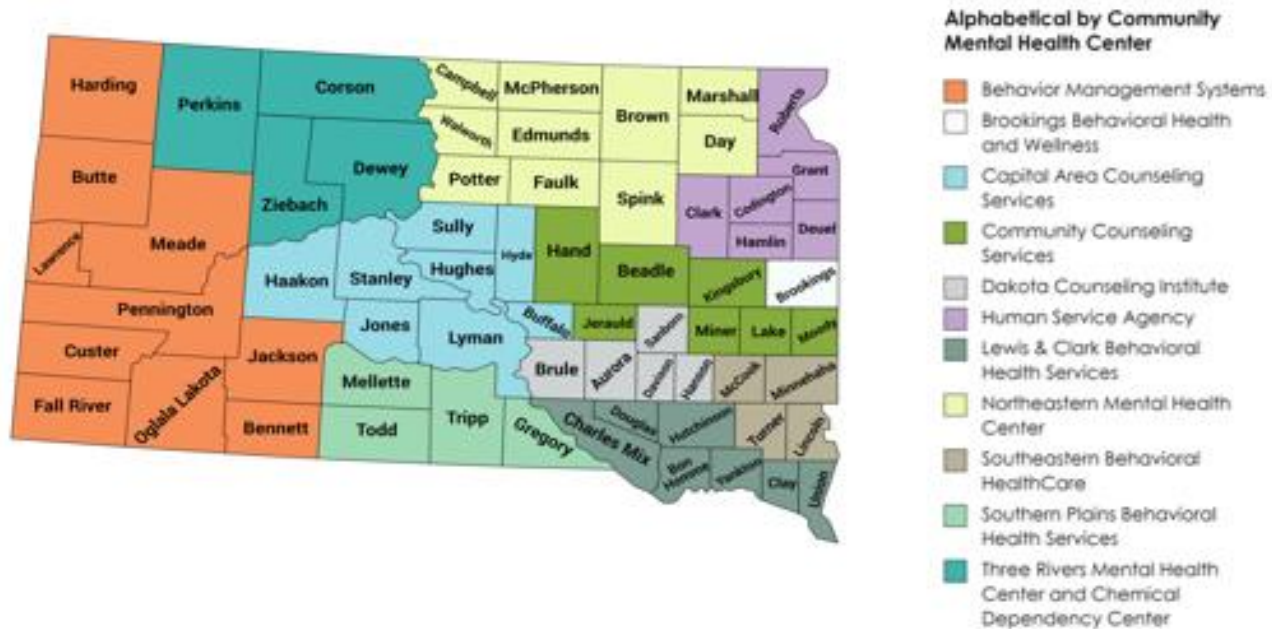 Alphabetical by Community
Mental Health Center
Behavior Management Systems
Brookings Behavioral Health
and Wellness
Capital Area Counseling
Services
Community Counseling
Services
Dakota Counseling Institute
Human Service Agency
Lewis & Clark Behavioral
Health Services
Northeastern Mental Health
Center
Southeastern Behavioral
HealthCare
Southern Plains Behavioral
Health Services
Three Rivers Mental Health
Center and Chemical
Dependency Center
Harding
Perkins
Corson
Campbell
McPherson
Brown
Marshall
Roberts
Walworth
Edmunds
Day
Butte
Dewey
Potter
Faulk
Grant
Ziebach
Spink
Clark
Codington
Lawrence
Meade
Sully
Hyde
Hand
Hamlin
Deuel
Haakon
Stanley
Hughes
Beadle
Kingsbury
Brookings
Pennington
Jones
Lyman
Buffalo
Jerauld
Sanborn
Miner
Lake
Moody
Custer
Jackson
Brule
Aurora
Davison
Hanson
McCook
Minnehaha
Fall River
Oglala Lakota
Bennett
Mellette
Todd
Tripp
Gregory
Charles Mix
Douglas
Hutchinson
Turner
Lincoln
Bon
Homme
Yankton
Clay
Union